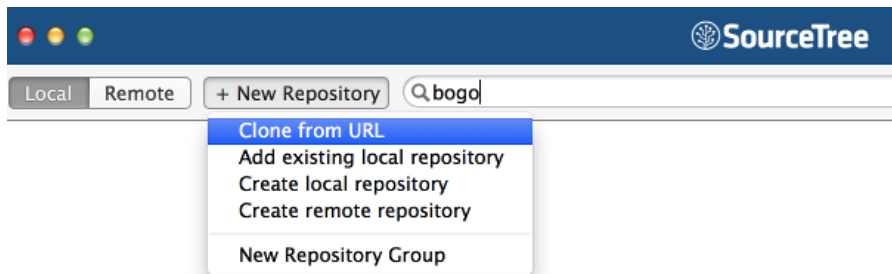 SourceTree
Local Remote + New Repository bogo
Clone from URL
Add existing local repository
Create local repository
Create remote repository
New Repository Group